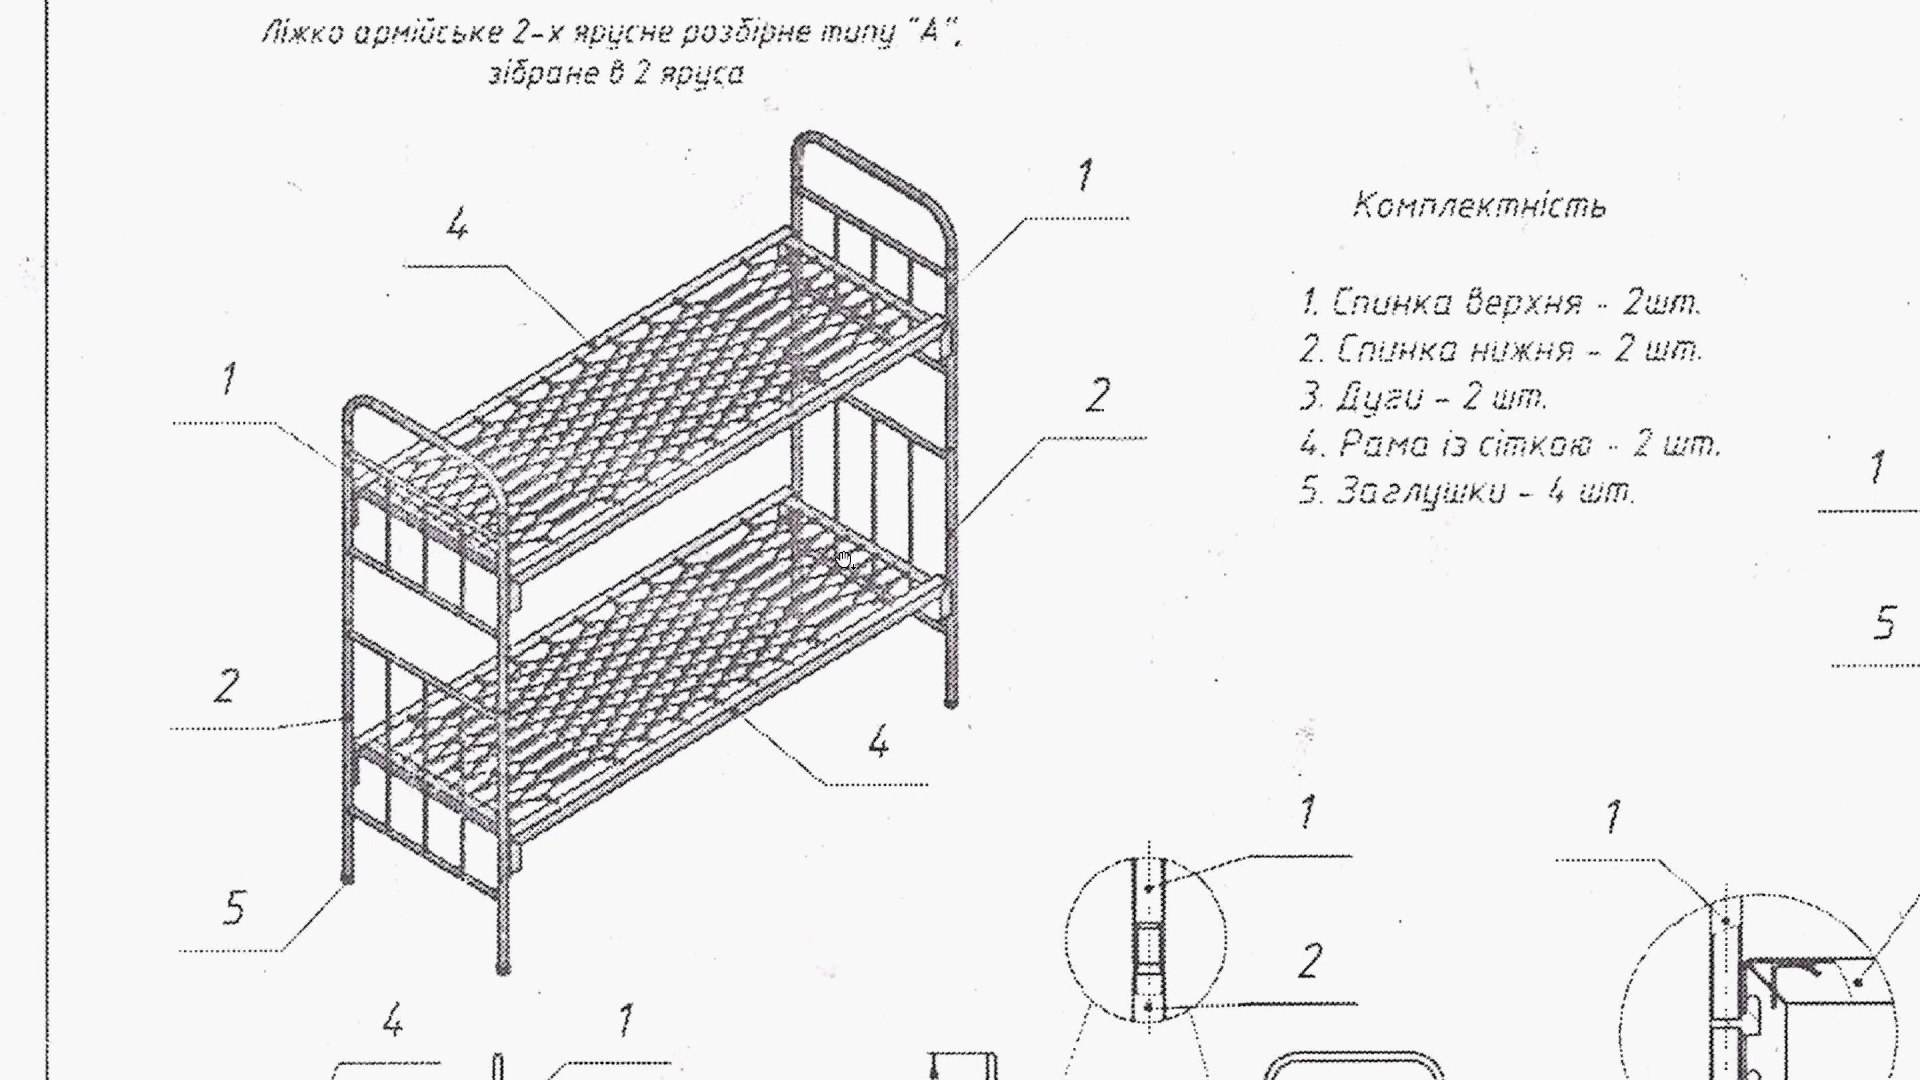 Ліжко армійське 2-х ярусне розбірне типу "А",
зібране в 2 яруса
1
4
Комплектність
1. Спинка верхня - 2шт.
2. Спинка нижня - 2 шт.
3. Дуги - 2 шт.
4. Рама із сіткою - 2 шт.
5. Заглушки - 4 шт.
1
2
1
5
2
4
1
1
5
2
4
1